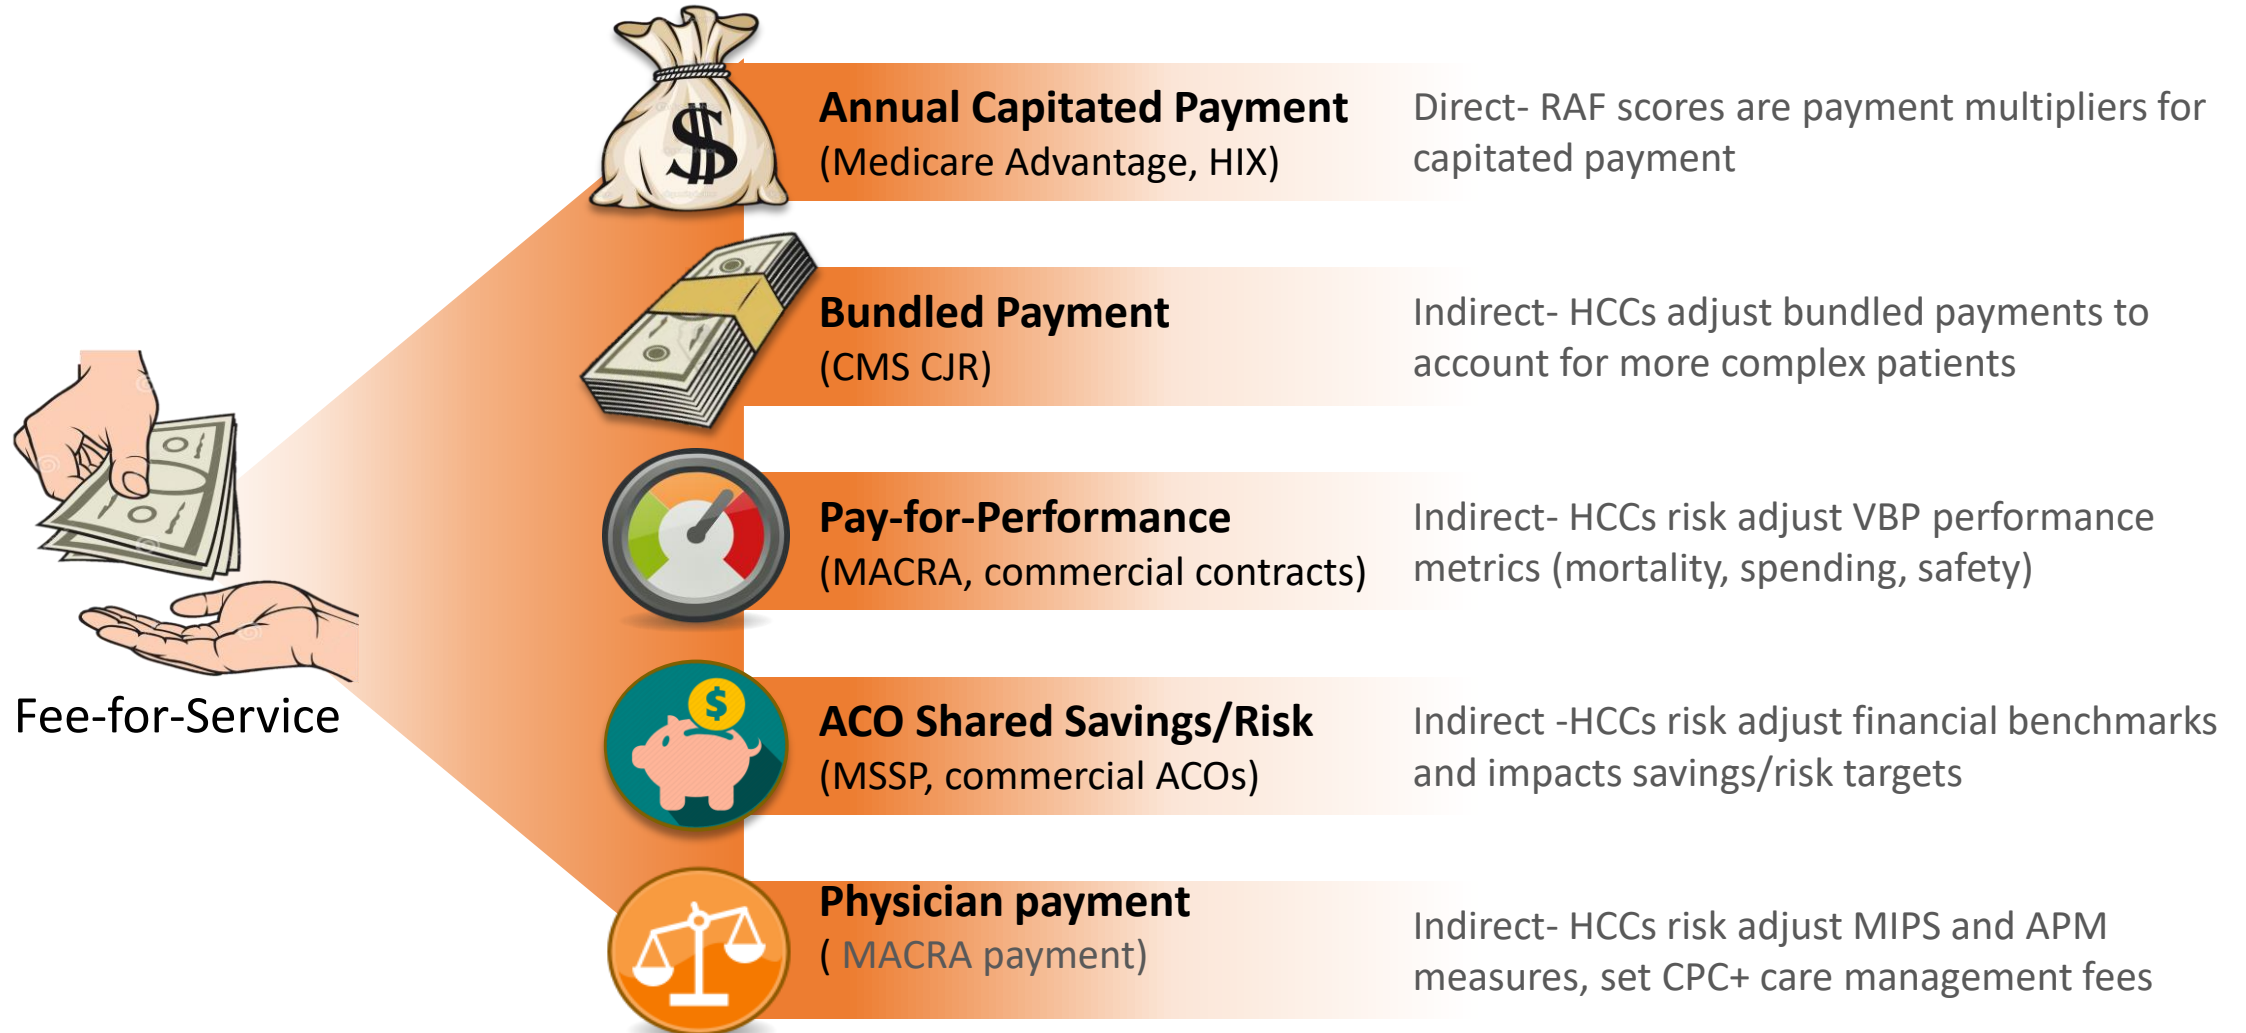 Annual Capitated Payment
(Medicare Advantage, HIX)
Direct- RAF scores are payment multipliers for
capitated payment
Bundled Payment
(CMS CJR)
Indirect- HCCs adjust bundled payments to
account for more complex patients
Pay-for-Performance
(MACRA, commercial contracts)
Indirect- HCCs risk adjust VBP performance
metrics (mortality, spending, safety)
Fee-for-Service
ACO Shared Savings/Risk
(MSSP, commercial ACOs)
Indirect -HCCs risk adjust financial benchmarks
and impacts savings/risk targets
Physician payment
( MACRA payment)
Indirect- HCCs risk adjust MIPS and APM
measures, set CPC+ care management fees